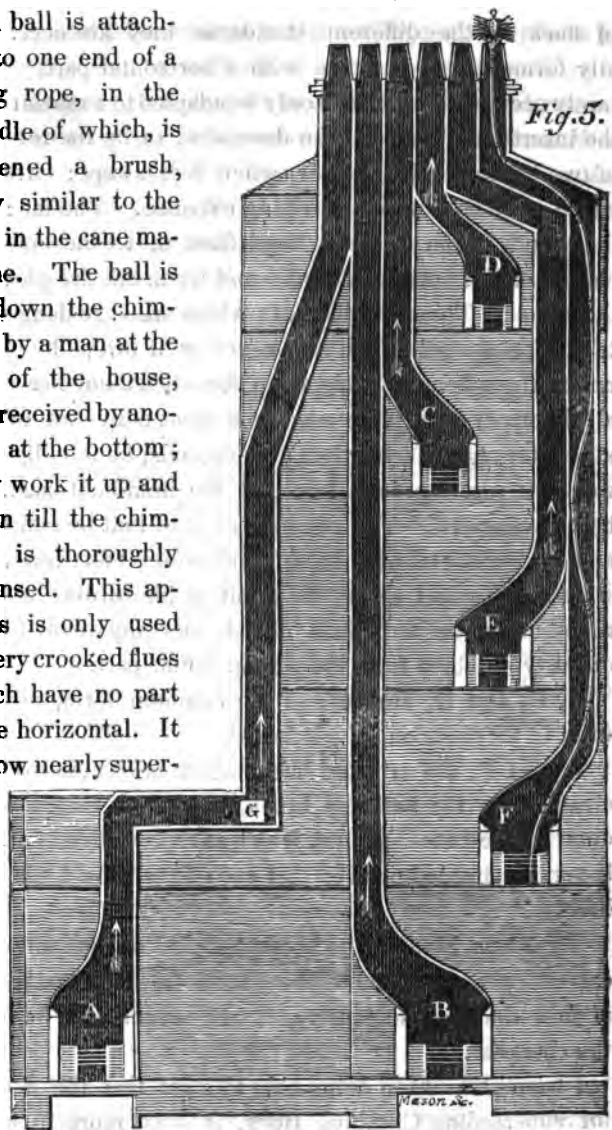 ball is attach-
to one end of a
g rope, in the
dle of which, is
ened a brush,
y similar to the
in the cane ma-
ne. The ball is
down the chim-
by a man at the
of the house,
received by ano-
at the bottom;
y work it up and
n till the chim-
is thoroughly
nsed. This ap-
s is only used
ery crooked flues
ch have no part
e horizontal. It
ow nearly super-
Fig. 5.
D
C
E
F
G
A
B
Mason Sc.